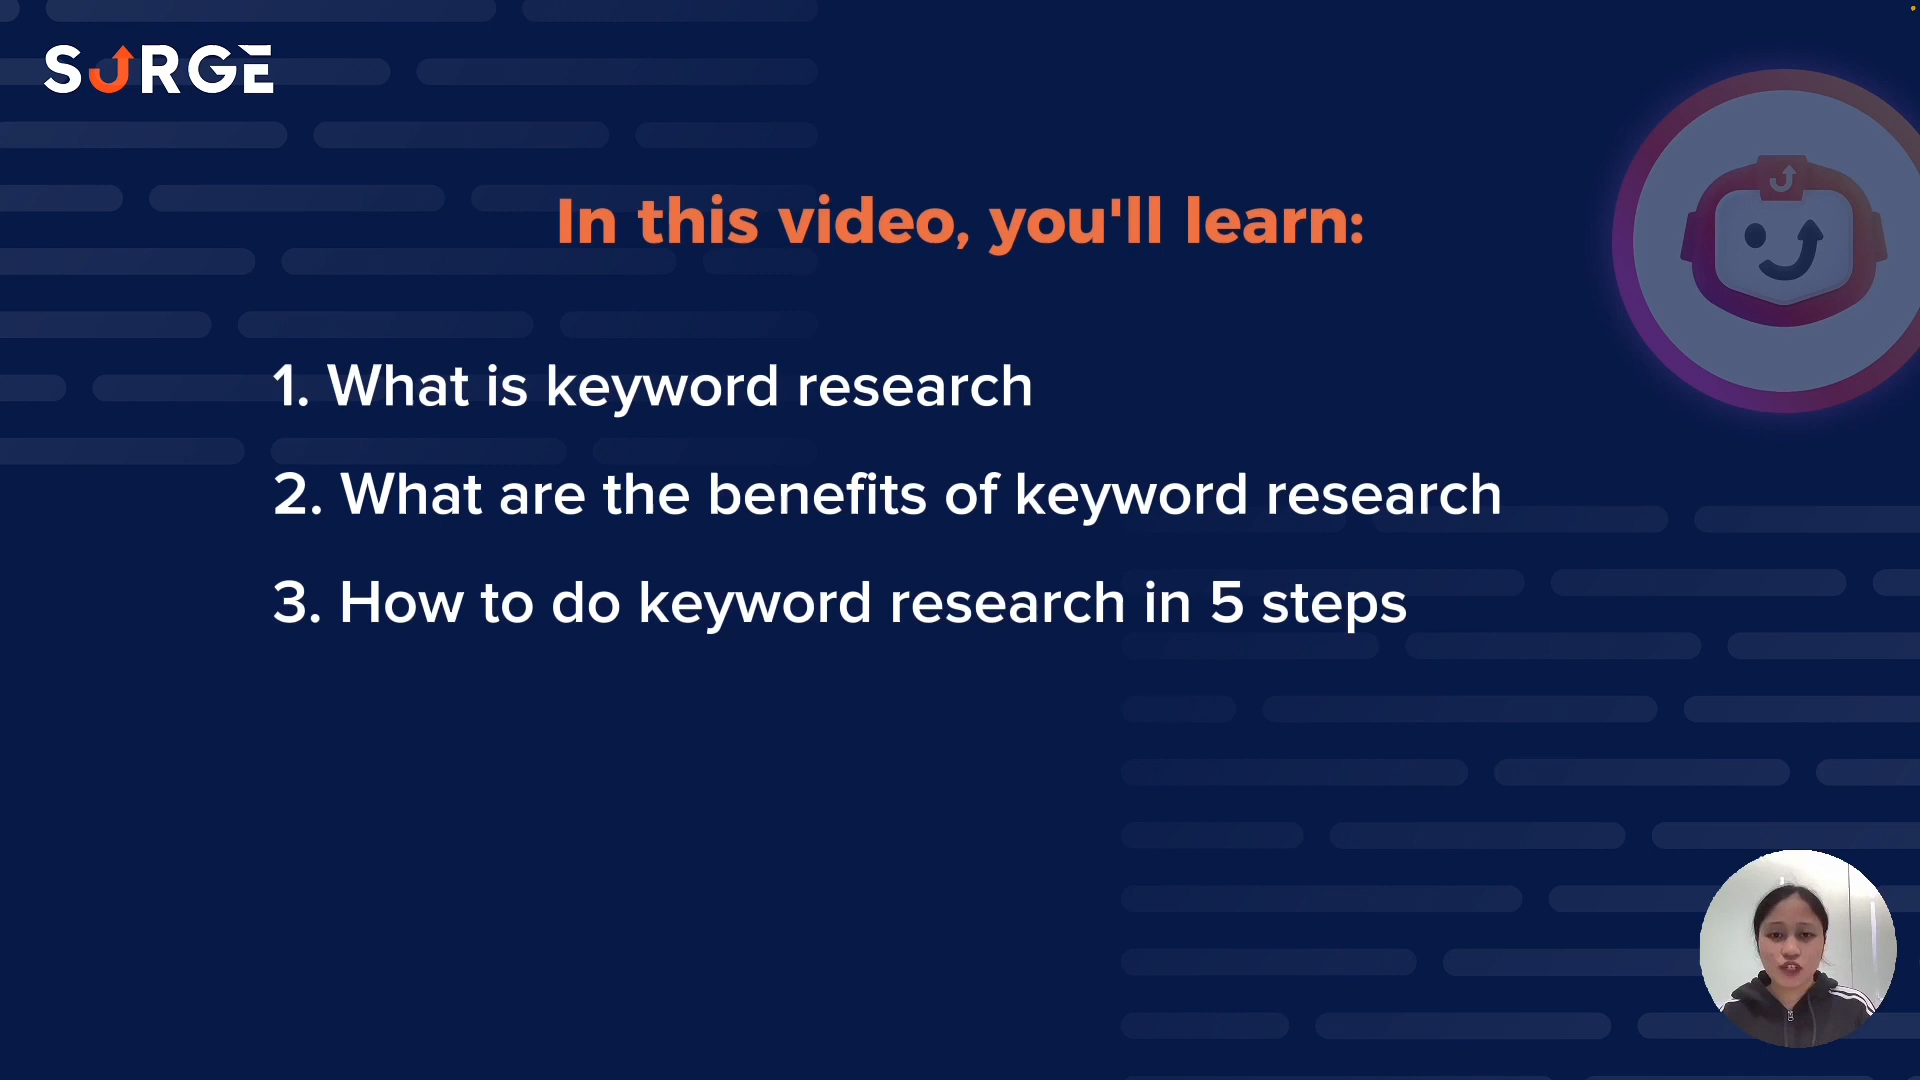 SURGE
In this video, you'll learn:
1. What is keyword research
2. What are the benefits of keyword research
3. How to do keyword research in 5 steps